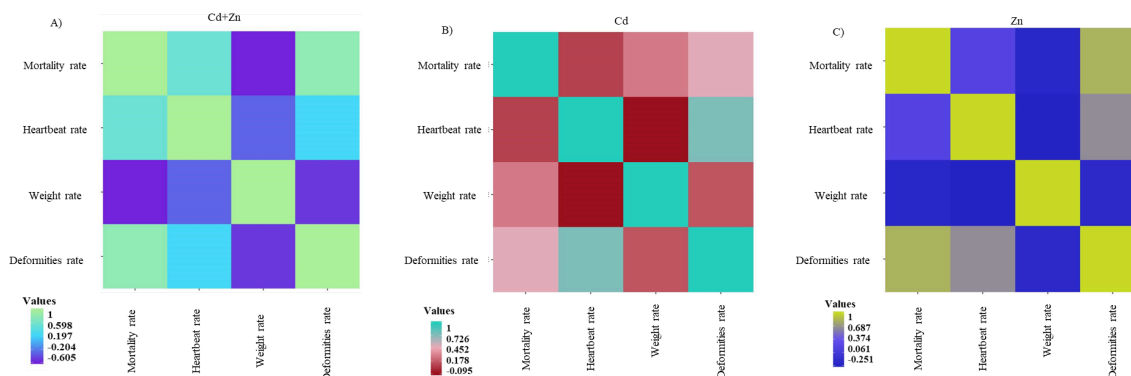 A)
Cd+Zn
Mortality rate
Heartbeat rate
Weight rate
Deformities rate
Values
1
0.598
0.197
-0.204
-0.605
Mortality rate
Heartbeat rate
Weight rate
Deformities rate
B)
Cd
Mortality rate
Heartbeat rate
Weight rate
Deformities rate
Values
1
0.726
0.452
0.178
-0.095
Mortality rate
Heartbeat rate
Weight rate
Deformities rate
C)
Zn
Mortality rate
Heartbeat rate
Weight rate
Deformities rate
Values
1
0.687
0.374
0.061
-0.251
Mortality rate
Heartbeat rate
Weight rate
Deformities rate